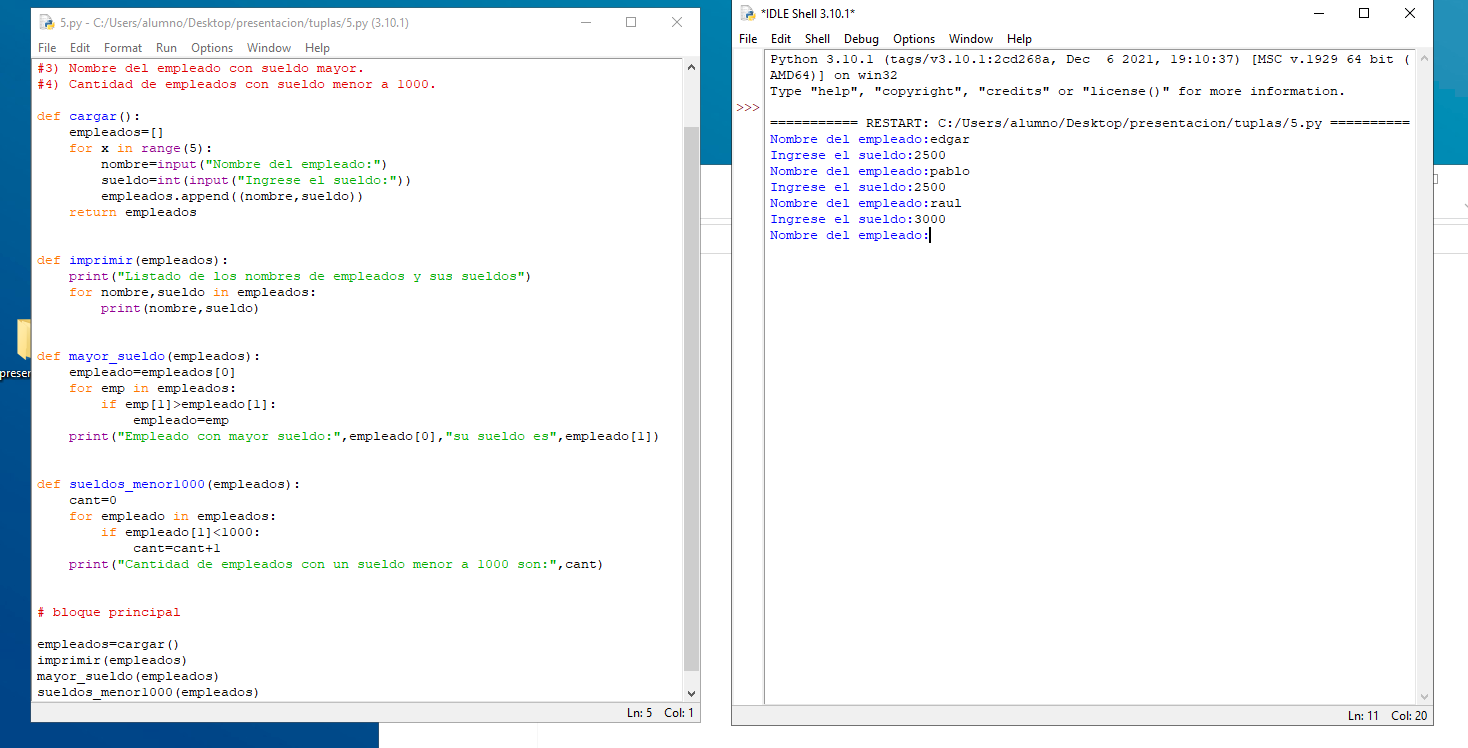 5.py - C:/Users/alumno/Desktop/presentacion/tuplas/5.py (3.10.1)
File Edit Format Run Options Window Help
#3) Nombre del empleado con sueldo mayor.
#4) Cantidad de empleados con sueldo menor a 1000.
def cargar():
    empleados=[]
    for x in range(5):
        nombre=input("Nombre del empleado:")
        sueldo=int(input("Ingrese el sueldo:"))
        empleados.append((nombre,sueldo))
    return empleados
def imprimir(empleados):
    print("Listado de los nombres de empleados y sus sueldos")
    for nombre,sueldo in empleados:
        print(nombre,sueldo)
def mayor_sueldo(empleados):
    empleado=empleados[0]
    for emp in empleados:
        if emp[1]>empleado[1]:
            empleado=emp
    print("Empleado con mayor sueldo:",empleado[0],"su sueldo es",empleado[1])
def sueldos_menor1000(empleados):
    cant=0
    for empleado in empleados:
        if empleado[1]<1000:
            cant=cant+1
    print("Cantidad de empleados con un sueldo menor a 1000 son:",cant)
# bloque principal
empleados=cargar()
imprimir(empleados)
mayor_sueldo(empleados)
sueldos_menor1000(empleados)
Ln: 5 Col: 1
presen
*IDLE Shell 3.10.1*
File Edit Shell Debug Options Window Help
Python 3.10.1 (tags/v3.10.1:2cd268a, Dec  6 2021, 19:10:37) [MSC v.1929 64 bit (
AMD64)] on win32
Type "help", "copyright", "credits" or "license()" for more information.
>>>
=========== RESTART: C:/Users/alumno/Desktop/presentacion/tuplas/5.py ==========
Nombre del empleado:edgar
Ingrese el sueldo:2500
Nombre del empleado:pablo
Ingrese el sueldo:2500
Nombre del empleado:raul
Ingrese el sueldo:3000
Nombre del empleado:
Ln: 11 Col: 20